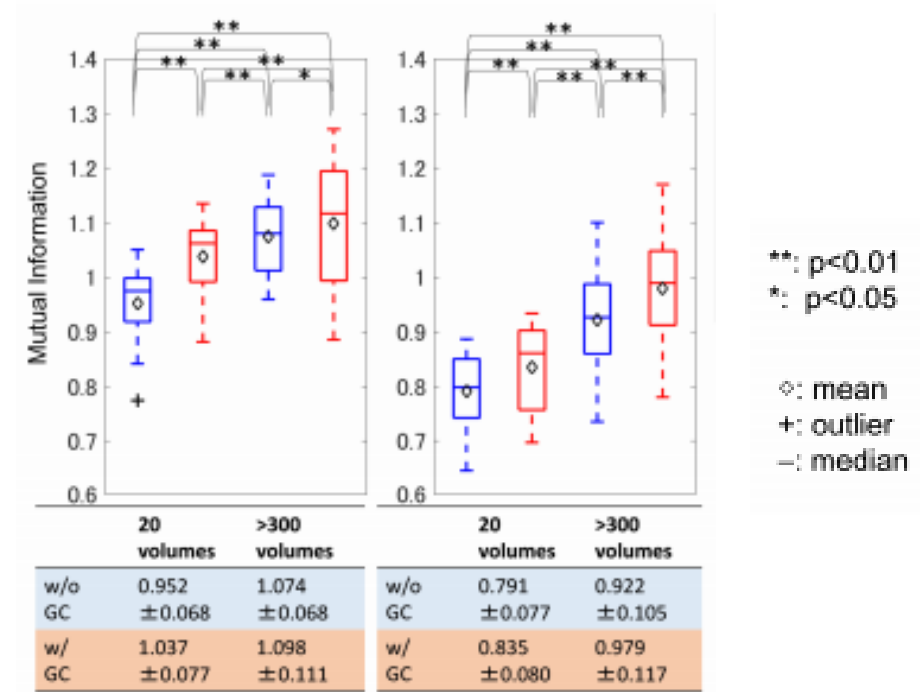 ** **
** **
** ** ** **
** * ** **
1.4 1.4
1.3 1.3
1.2 1.2
1.1 1.1
1 1
0.9 0.9
0.8 0.8
0.7 0.7
0.6 0.6
Mutual Information
**: p<0.01
*: p<0.05
◇: mean
+: outlier
–: median
20 >300 20 >300
volumes volumes volumes volumes
w/o 0.952 1.074 w/o 0.791 0.922
GC ±0.068 ±0.068 GC ±0.077 ±0.105
w/ 1.037 1.098 w/ 0.835 0.979
GC ±0.077 ±0.111 GC ±0.080 ±0.117